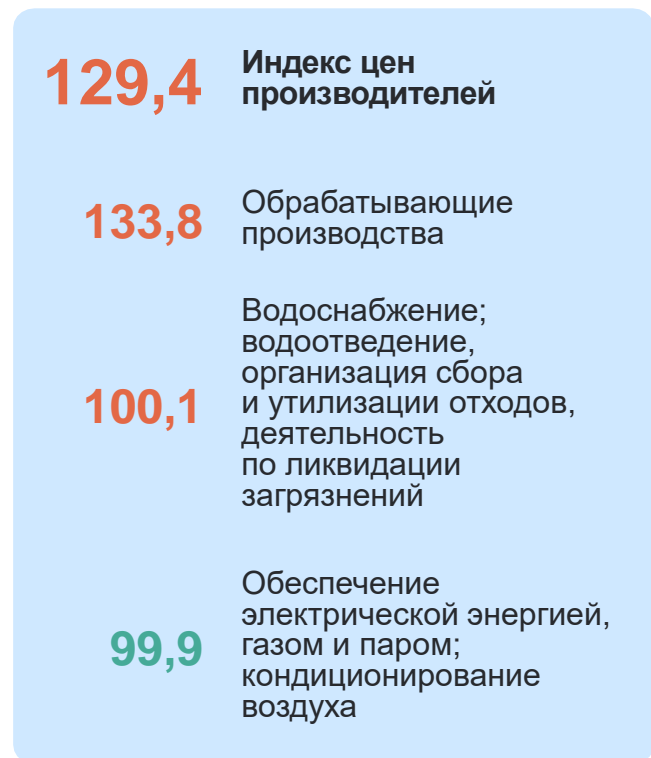 129,4
Индекс цен
производителей
133,8
Обрабатывающие
производства
100,1
Водоснабжение;
водоотведение,
организация сбора
и утилизации отходов,
деятельность
по ликвидации
загрязнений
99,9
Обеспечение
электрической энергией,
газом и паром;
кондиционирование
воздуха